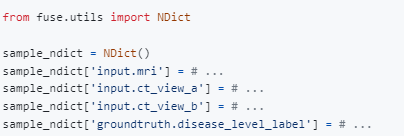 from fuse.utils import NDict

sample_ndict = NDict()
sample_ndict['input.mri'] = # ...
sample_ndict['input.ct_view_a'] = # ...
sample_ndict['input.ct_view_b'] = # ...
sample_ndict['groundtruth.disease_level_label'] = # ...